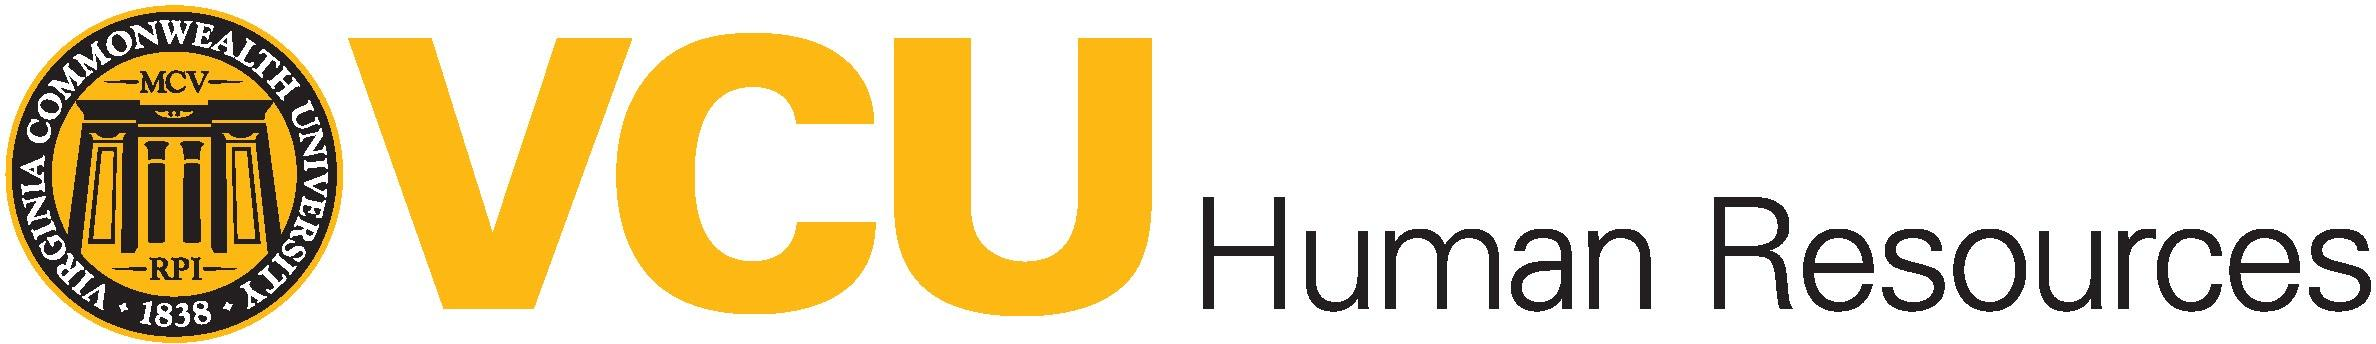 VIRGINIA COMMONWEALTH UNIVERSITY
MCV
RPI
· 1838 ·
VCU Human Resources